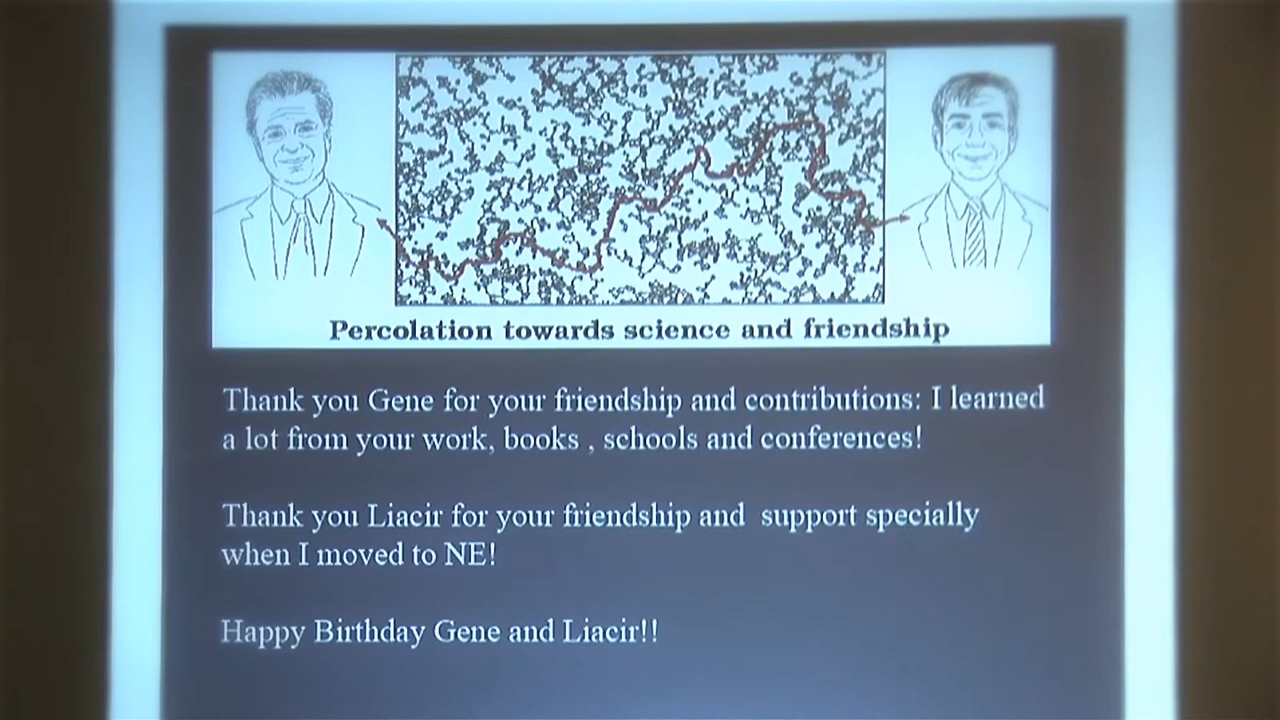 Percolation towards science and friendship
Thank you Gene for your friendship and contributions: I learned
a lot from your work, books , schools and conferences!
Thank you Liacir for your friendship and  support specially
when I moved to NE!
Happy Birthday Gene and Liacir!!